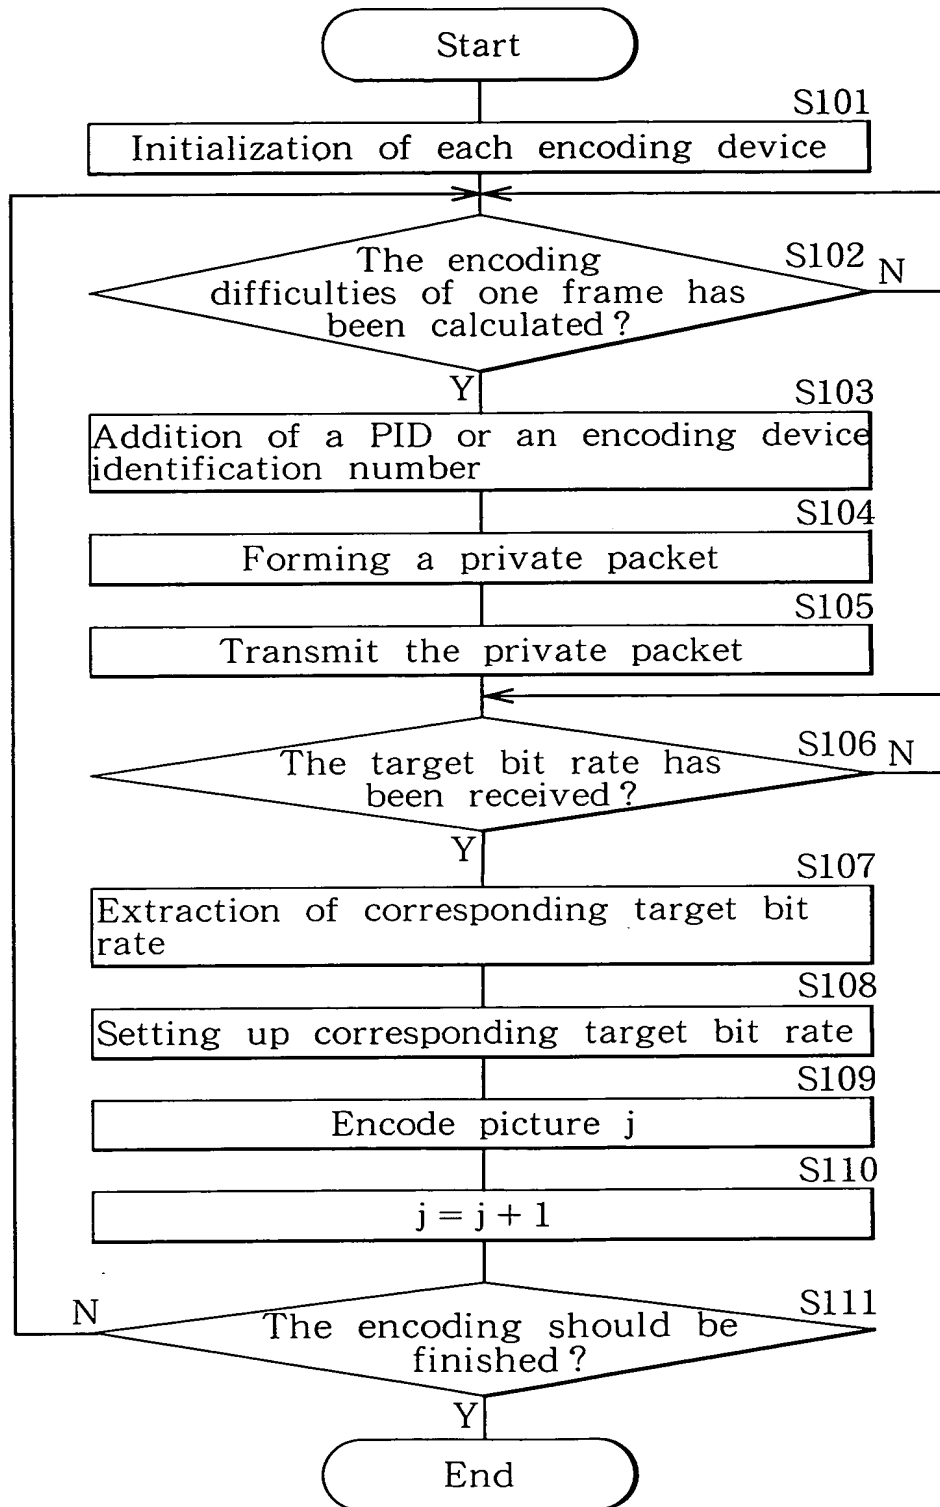 Start
S101
Initialization of each encoding device
S102
The encoding
difficulties of one frame has
been calculated?
N
Y
S103
Addition of a PID or an encoding device
identification number
S104
Forming a private packet
S105
Transmit the private packet
S106
The target bit rate has
been received?
N
Y
S107
Extraction of corresponding target bit
rate
S108
Setting up corresponding target bit rate
S109
Encode picture j
S110
j = j + 1
S111
N
The encoding should be
finished?
Y
End